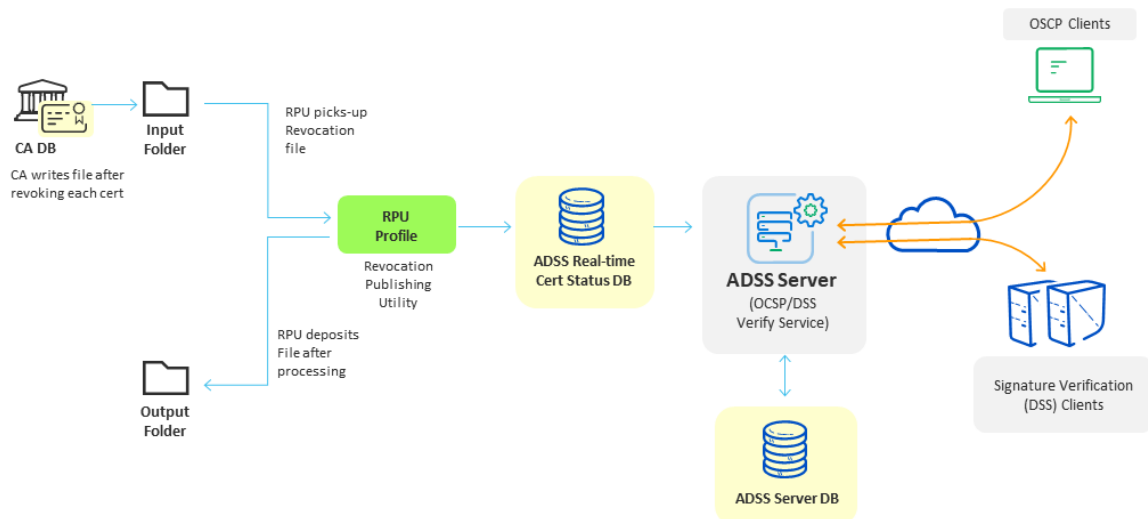 OSCP Clients
CA DB
CA writes file after
revoking each cert
Input
Folder
RPU picks-up
Revocation
file
RPU
Profile
Revocation
Publishing
Utility
RPU deposits
File after
processing
Output
Folder
ADSS Real-time
Cert Status DB
ADSS Server
(OCSP/DSS
Verify Service)
ADSS Server DB
Signature Verification
(DSS) Clients